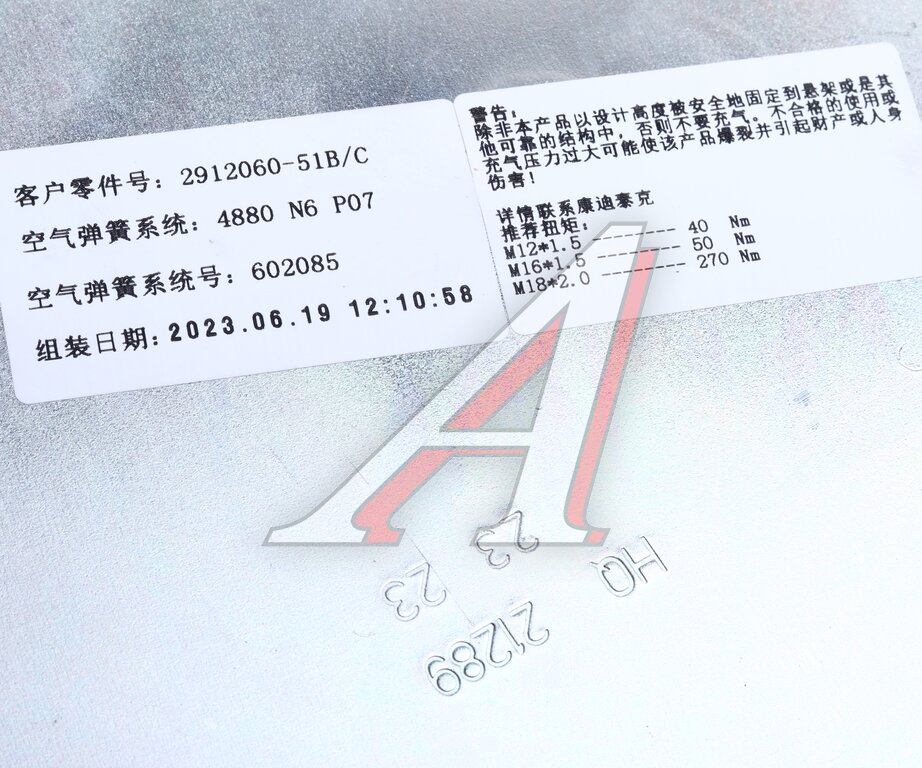 客户零件号：2912060-51B/C
空气弹簧系统：4880 N6 P07
空气弹簧系统号：602085
组装日期：2023.06.19 12:10:58
警告：
除非本产品以设计高度被安全地固定到悬架或是其
他可靠的结构中，否则不要充气。不合格的使用或
充气压力过大可能使该产品爆裂并引起财产或人身
伤害！
详情联系康迪泰克
推荐扭矩：
M12*1.5 --------- 40 Nm
M16*1.5 --------- 50 Nm
M18*2.0 --------- 270 Nm
A
23
23
HQ
21289